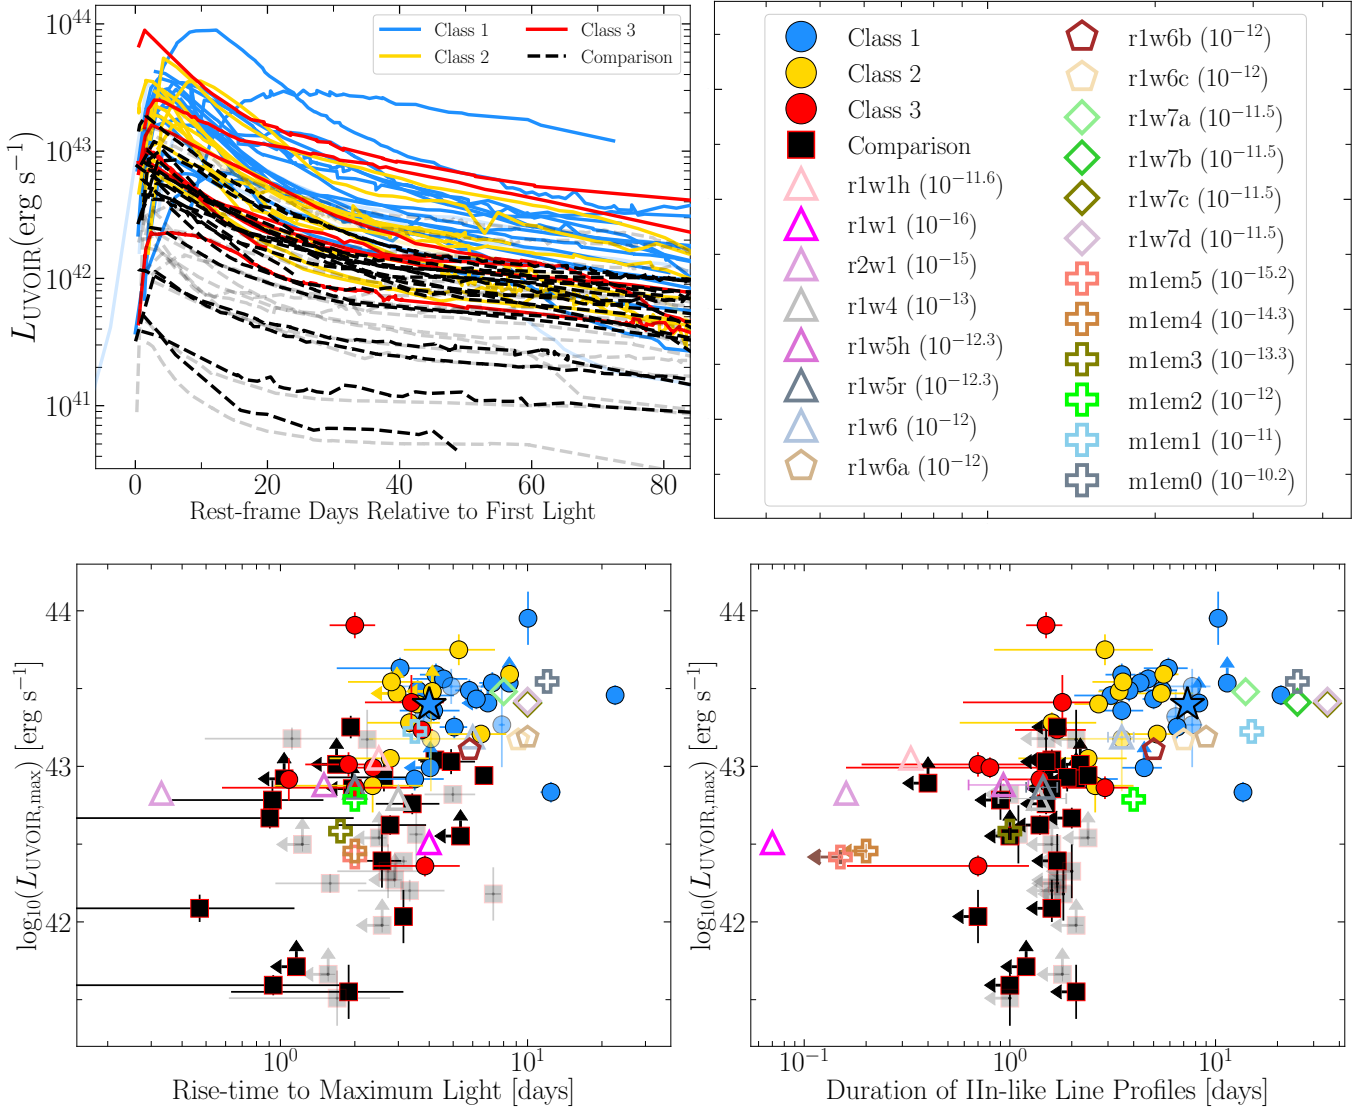 10^44
10^43
10^42
10^41
L_UVOIR (erg s^−1)
Class 1
Class 2
Class 3
Comparison
0
20
40
60
80
Rest-frame Days Relative to First Light
Class 1
Class 2
Class 3
Comparison
r1w1h (10^−11.6)
r1w1 (10^−16)
r2w1 (10^−15)
r1w4 (10^−13)
r1w5h (10^−12.3)
r1w5r (10^−12.3)
r1w6 (10^−12)
r1w6a (10^−12)
r1w6b (10^−12)
r1w6c (10^−12)
r1w7a (10^−11.5)
r1w7b (10^−11.5)
r1w7c (10^−11.5)
r1w7d (10^−11.5)
m1em5 (10^−15.2)
m1em4 (10^−14.3)
m1em3 (10^−13.3)
m1em2 (10^−12)
m1em1 (10^−11)
m1em0 (10^−10.2)
44
43
42
log10(L_UVOIR,max) [erg s^−1]
10^0
10^1
Rise-time to Maximum Light [days]
44
43
42
log10(L_UVOIR,max) [erg s^−1]
10^−1
10^0
10^1
Duration of IIn-like Line Profiles [days]